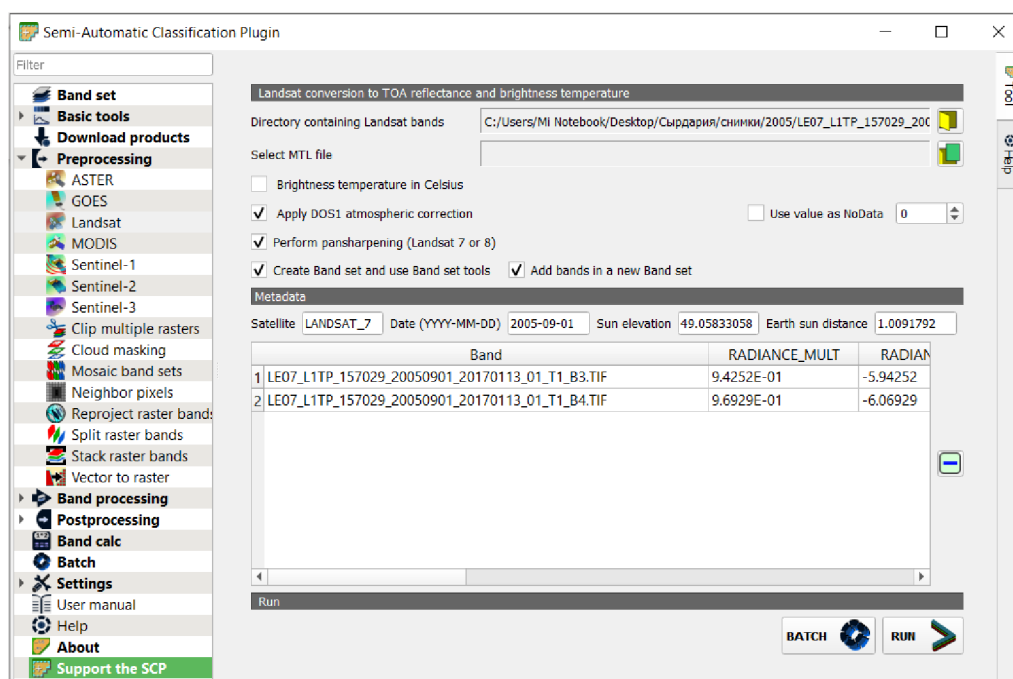 Semi-Automatic Classification Plugin
Filter
Band set
Basic tools
Download products
Preprocessing
ASTER
GOES
Landsat
MODIS
Sentinel-1
Sentinel-2
Sentinel-3
Clip multiple rasters
Cloud masking
Mosaic band sets
Neighbor pixels
Reproject raster bands
Split raster bands
Stack raster bands
Vector to raster
Band processing
Postprocessing
Band calc
Batch
Settings
User manual
Help
About
Support the SCP
Landsat conversion to TOA reflectance and brightness temperature
Directory containing Landsat bands C:/Users/Mi Notebook/Desktop/Сырдария/снимки/2005/LE07_L1TP_157029_200
Select MTL file
Brightness temperature in Celsius
Apply DOS1 atmospheric correction Use value as NoData 0
Perform pansharpening (Landsat 7 or 8)
Create Band set and use Band set tools Add bands in a new Band set
Metadata
Satellite LANDSAT_7 Date (YYYY-MM-DD) 2005-09-01 Sun elevation 49.05833058 Earth sun distance 1.0091792
Band RADIANCE_MULT RADIAN
1 LE07_L1TP_157029_20050901_20170113_01_T1_B3.TIF 9.4252E-01 -5.94252
2 LE07_L1TP_157029_20050901_20170113_01_T1_B4.TIF 9.6929E-01 -6.06929
Run
BATCH RUN
Tool
Help